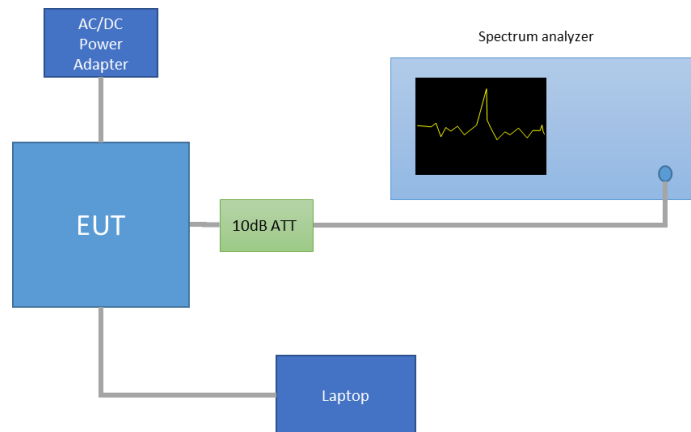 AC/DC
Power
Adapter
Spectrum analyzer
EUT
10dB ATT
Laptop